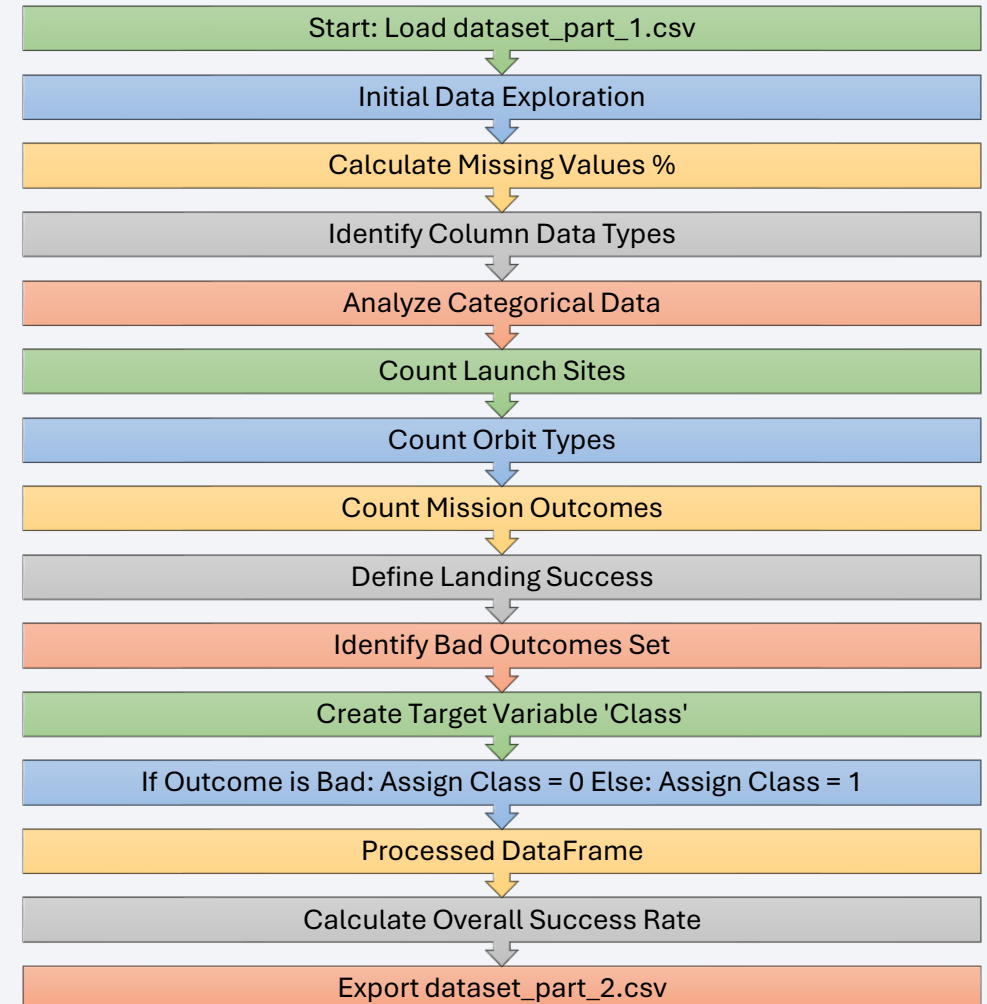 Start: Load dataset_part_1.csv
Initial Data Exploration
Calculate Missing Values %
Identify Column Data Types
Analyze Categorical Data
Count Launch Sites
Count Orbit Types
Count Mission Outcomes
Define Landing Success
Identify Bad Outcomes Set
Create Target Variable 'Class'
If Outcome is Bad: Assign Class = 0 Else: Assign Class = 1
Processed DataFrame
Calculate Overall Success Rate
Export dataset_part_2.csv